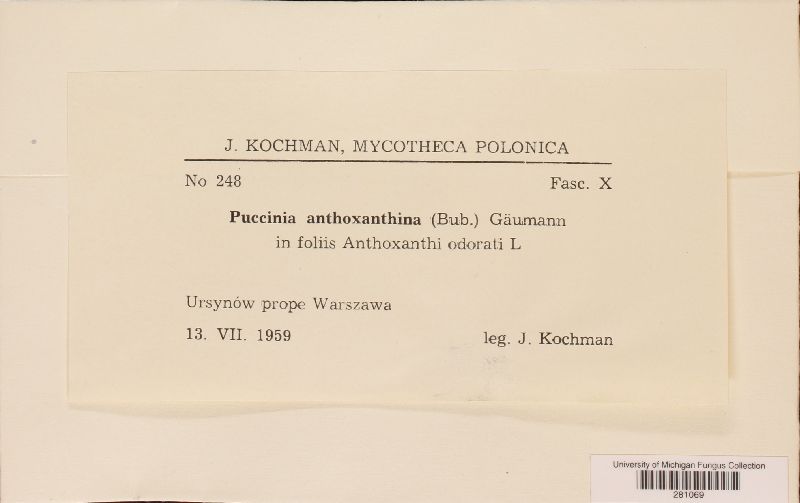 J. KOCHMAN, MYCOTHECA POLONICA
No 248 Fasc. X
Puccinia anthoxanthina (Bub.) Gäumann
in foliis Anthoxanthi odorati L
Ursynów prope Warszawa
13. VII. 1959 leg. J. Kochman
University of Michigan Fungus Collection
281069